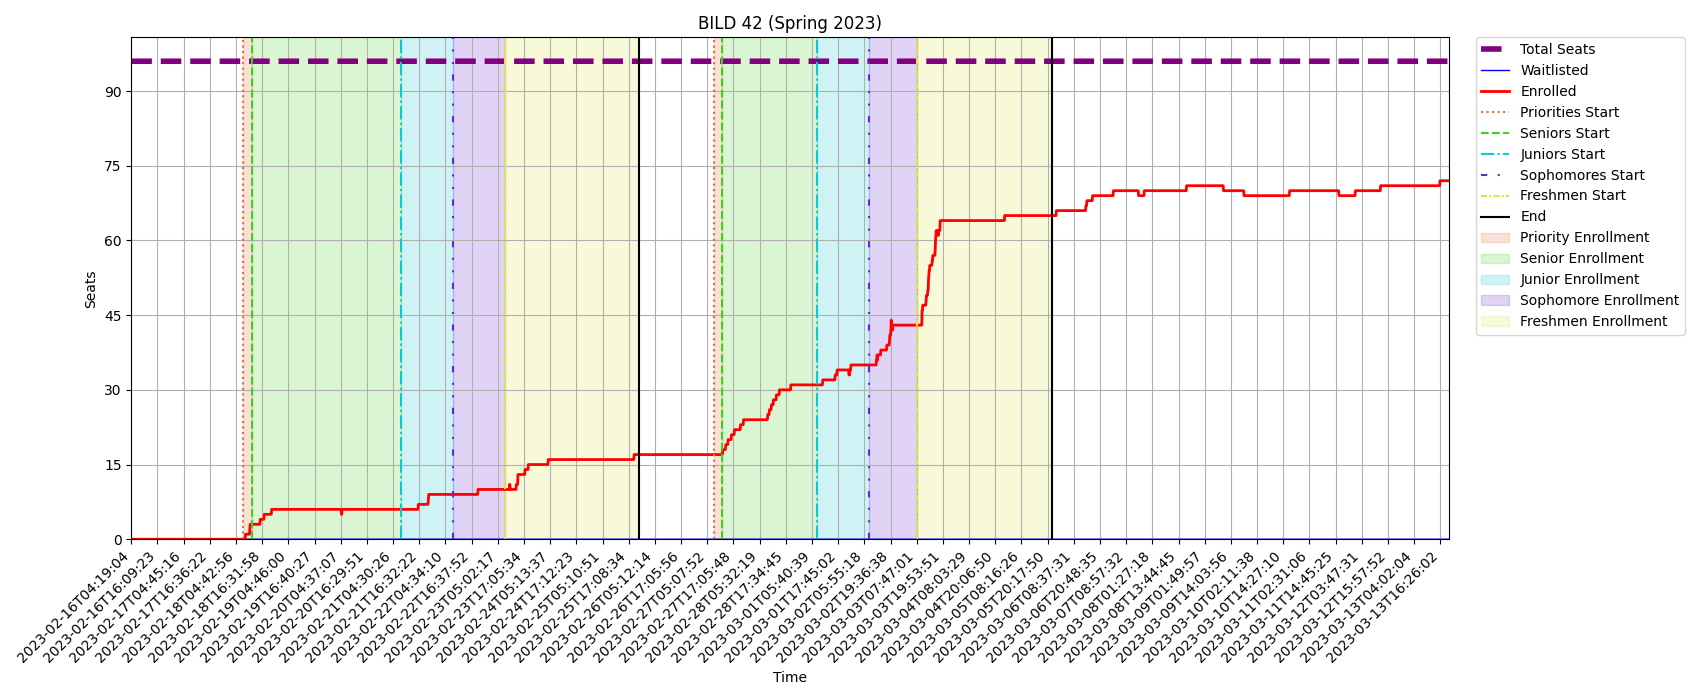 BILD 42 (Spring 2023)
Total Seats
Waitlisted
Enrolled
Priorities Start
Seniors Start
Juniors Start
Sophomores Start
Freshmen Start
End
Priority Enrollment
Senior Enrollment
Junior Enrollment
Sophomore Enrollment
Freshmen Enrollment
Seats
90
75
60
45
30
15
0
2023-02-16T04:19:04
2023-02-16T16:09:23
2023-02-17T04:45:16
2023-02-17T16:36:22
2023-02-18T04:42:56
2023-02-18T16:31:58
2023-02-19T04:46:00
2023-02-19T16:40:27
2023-02-20T04:37:07
2023-02-20T16:29:51
2023-02-21T04:30:26
2023-02-21T16:32:22
2023-02-22T04:34:10
2023-02-22T16:37:52
2023-02-23T05:02:17
2023-02-23T17:05:34
2023-02-24T05:13:37
2023-02-24T17:12:23
2023-02-25T05:10:51
2023-02-25T17:08:34
2023-02-26T05:12:14
2023-02-26T17:05:56
2023-02-27T05:07:52
2023-02-27T17:05:48
2023-02-28T05:32:19
2023-02-28T17:34:45
2023-03-01T05:40:39
2023-03-01T17:45:02
2023-03-02T05:55:18
2023-03-02T19:36:38
2023-03-03T07:47:01
2023-03-03T19:53:51
2023-03-04T08:03:29
2023-03-04T20:06:50
2023-03-05T08:16:26
2023-03-05T20:17:50
2023-03-06T08:37:31
2023-03-06T20:48:35
2023-03-07T08:57:32
2023-03-08T01:27:18
2023-03-08T13:44:45
2023-03-09T01:49:57
2023-03-09T14:03:56
2023-03-10T02:11:38
2023-03-10T14:27:10
2023-03-11T02:31:06
2023-03-11T14:45:25
2023-03-12T03:47:31
2023-03-12T15:57:52
2023-03-13T04:02:04
2023-03-13T16:26:02
Time